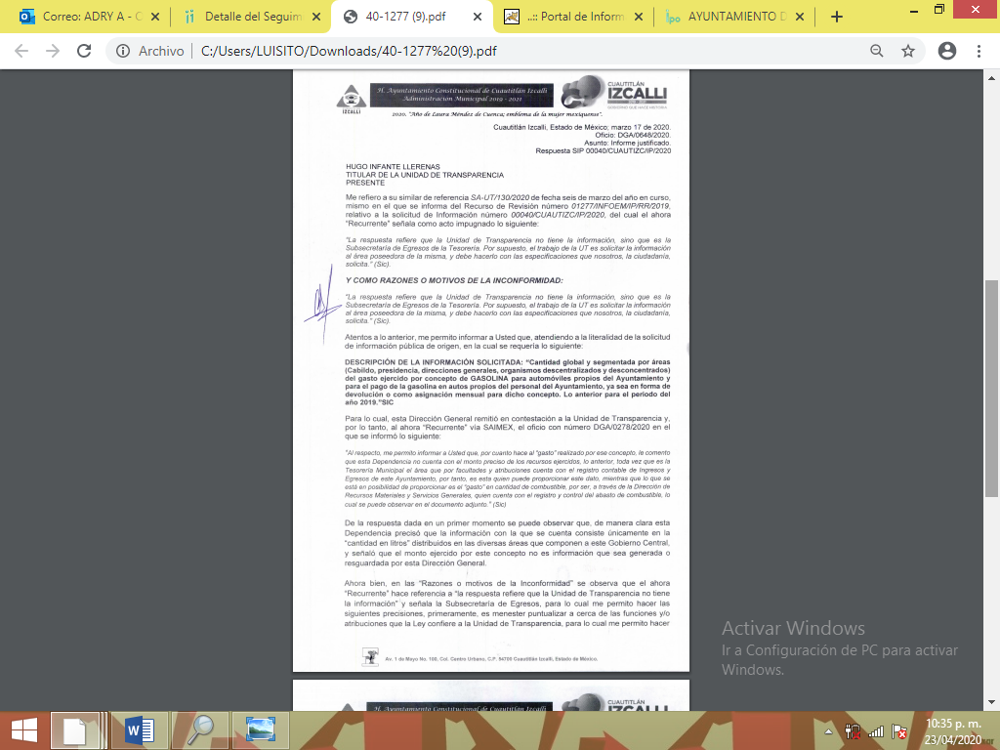 Correo: ADRY A - C
Detalle del Seguim
40-1277 (9).pdf
..:: Portal de Inform
AYUNTAMIENTO D
Archivo
C:/Users/LUISITO/Downloads/40-1277%20(9).pdf
H. Ayuntamiento Constitucional de Cuautitlán Izcalli
Administración Municipal 2019 - 2021
IZCALLI
CUAUTITLÁN
IZCALLI
2020. "Año de Laura Méndez de Cuenca; emblema de la mujer mexiquense".
Cuautitlán Izcalli, Estado de México; marzo 17 de 2020.
Oficio: DGA/0648/2020.
Asunto: Informe justificado.
Respuesta SIP 00040/CUAUTIZC/IP/2020
HUGO INFANTE LLERENAS
TITULAR DE LA UNIDAD DE TRANSPARENCIA
PRESENTE
Me refiero a su similar de referencia SA-UT/130/2020 de fecha seis de marzo del año en curso,
mismo en el que se informa del Recurso de Revisión número 01277/INFOEM/IP/RR/2019,
relativo a la solicitud de Información número 00040/CUAUTIZC/IP/2020, del cual el ahora
"Recurrente" señala como acto impugnado lo siguiente:
"La respuesta refiere que la Unidad de Transparencia no tiene la información, sino que es la
Subsecretaría de Egresos de la Tesorería. Por supuesto, el trabajo de la UT es solicitar la información
al área poseedora de la misma, y debe hacerlo con las especificaciones que nosotros, la ciudadanía,
solicita." (Sic).
Y COMO RAZONES O MOTIVOS DE LA INCONFORMIDAD:
"La respuesta refiere que la Unidad de Transparencia no tiene la información, sino que es la
Subsecretaría de Egresos de la Tesorería. Por supuesto, el trabajo de la UT es solicitar la información
al área poseedora de la misma, y debe hacerlo con las especificaciones que nosotros, la ciudadanía,
solicita." (Sic).
Atentos a lo anterior, me permito informar a Usted que, atendiendo a la literalidad de la solicitud
de información pública de origen, en la cual se requería lo siguiente:
DESCRIPCIÓN DE LA INFORMACIÓN SOLICITADA: "Cantidad global y segmentada por áreas
(Cabildo, presidencia, direcciones generales, organismos descentralizados y desconcentrados)
del gasto ejercido por concepto de GASOLINA para automóviles propios del Ayuntamiento y
para el pago de la gasolina en autos propios del personal del Ayuntamiento, ya sea en forma de
devolución o como asignación mensual para dicho concepto. Lo anterior para el periodo del
año 2019."SIC
Para lo cual, esta Dirección General remitió en contestación a la Unidad de Transparencia y,
por lo tanto, al ahora "Recurrente" vía SAIMEX, el oficio con número DGA/0278/2020 en el
que se informó lo siguiente:
"Al respecto, me permito informar a Usted que, por cuanto hace al "gasto" realizado por ese concepto, le comento
que esta Dependencia no cuenta con el monto preciso de los recursos ejercidos, lo anterior, toda vez que es la
Tesorería Municipal el área que por facultades y atribuciones cuenta con el registro contable de Ingresos y
Egresos de este Ayuntamiento, por tanto, es esta quien puede proporcionar este dato, mientras que lo que se
está en posibilidad de proporcionar es el "gasto" en cantidad de combustible, por ser, a través de la Dirección de
Recursos Materiales y Servicios Generales, quien cuenta con el registro y control del abasto de combustible, lo
cual se puede observar en el documento adjunto." (Sic)
De la respuesta dada en un primer momento se puede observar que, de manera clara esta
Dependencia precisó que la información con la que se cuenta consiste únicamente en la
"cantidad en litros" distribuidos en las diversas áreas que componen a este Gobierno Central,
y señaló que el monto ejercido por este concepto no es información que sea generada o
resguardada por esta Dirección General.
Ahora bien, en las "Razones o motivos de la Inconformidad" se observa que el ahora
"Recurrente" hace referencia a "la respuesta refiere que la Unidad de Transparencia no tiene
la información" y señala la Subsecretaría de Egresos, para lo cual me permito hacer las
siguientes precisiones, primeramente, es menester puntualizar a cerca de las funciones y/o
atribuciones que la Ley confiere a la Unidad de Transparencia, para lo cual me permito hacer
Av. 1 de Mayo No. 100, Col. Centro Urbano, C.P. 54700 Cuautitlán Izcalli, Estado de México.
H. Ayuntamiento Constitucional de Cuautitlán Izcalli
CUAUTITLÁN
Activar Windows
Ir a Configuración de PC para activar
Windows.
10:35 p. m.
23/04/2020